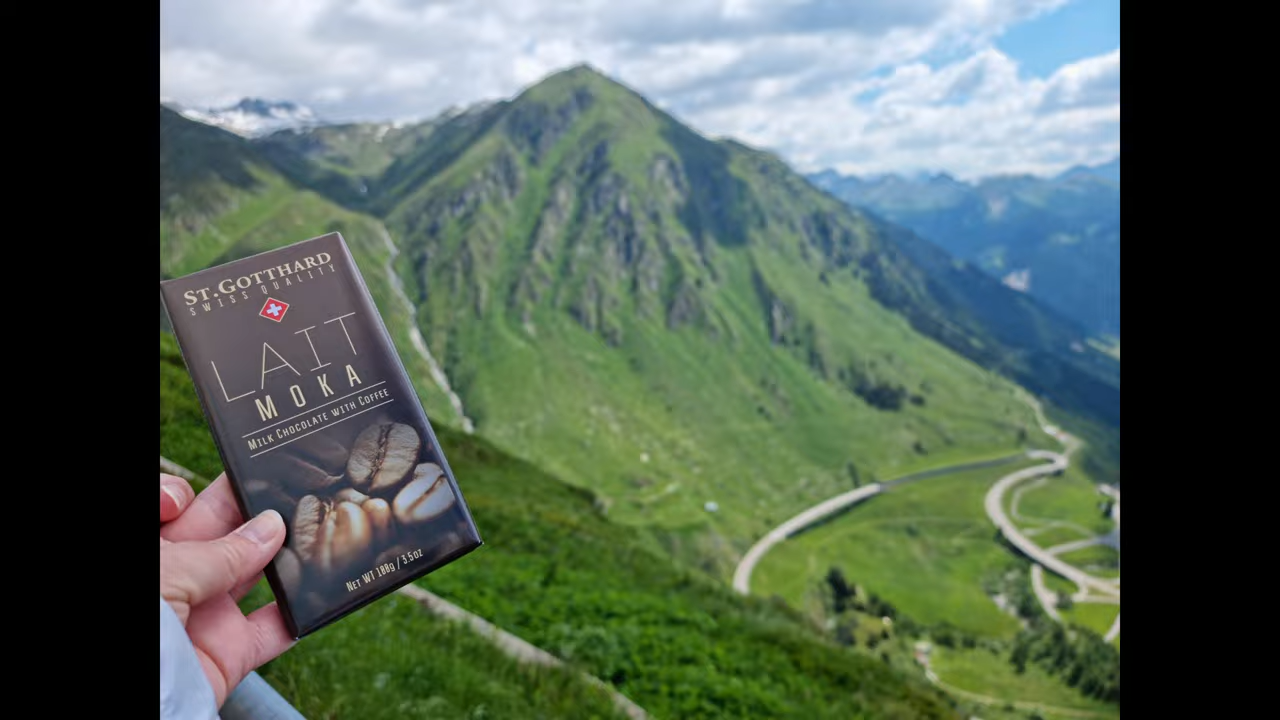 ST.GOTTHARD
SWISS QUALITY
LAIT
MOKA
MILK CHOCOLATE WITH COFFEE
NET WT 100g / 3.5oz